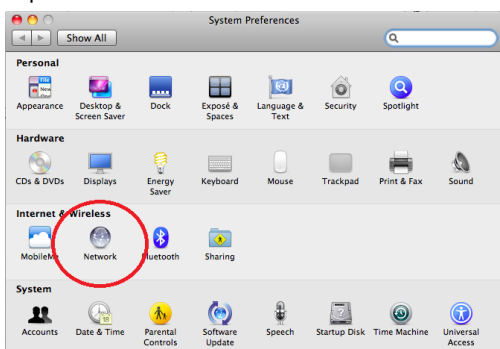 System Preferences
Show All
Personal
Appearance
Desktop &
Screen Saver
Dock
Exposé &
Spaces
Language &
Text
Security
Spotlight
Hardware
CDs & DVDs
Displays
Energy
Saver
Keyboard
Mouse
Trackpad
Print & Fax
Sound
Internet & Wireless
MobileMe
Network
Bluetooth
Sharing
System
Accounts
Date & Time
Parental
Controls
Software
Update
Speech
Startup Disk
Time Machine
Universal
Access